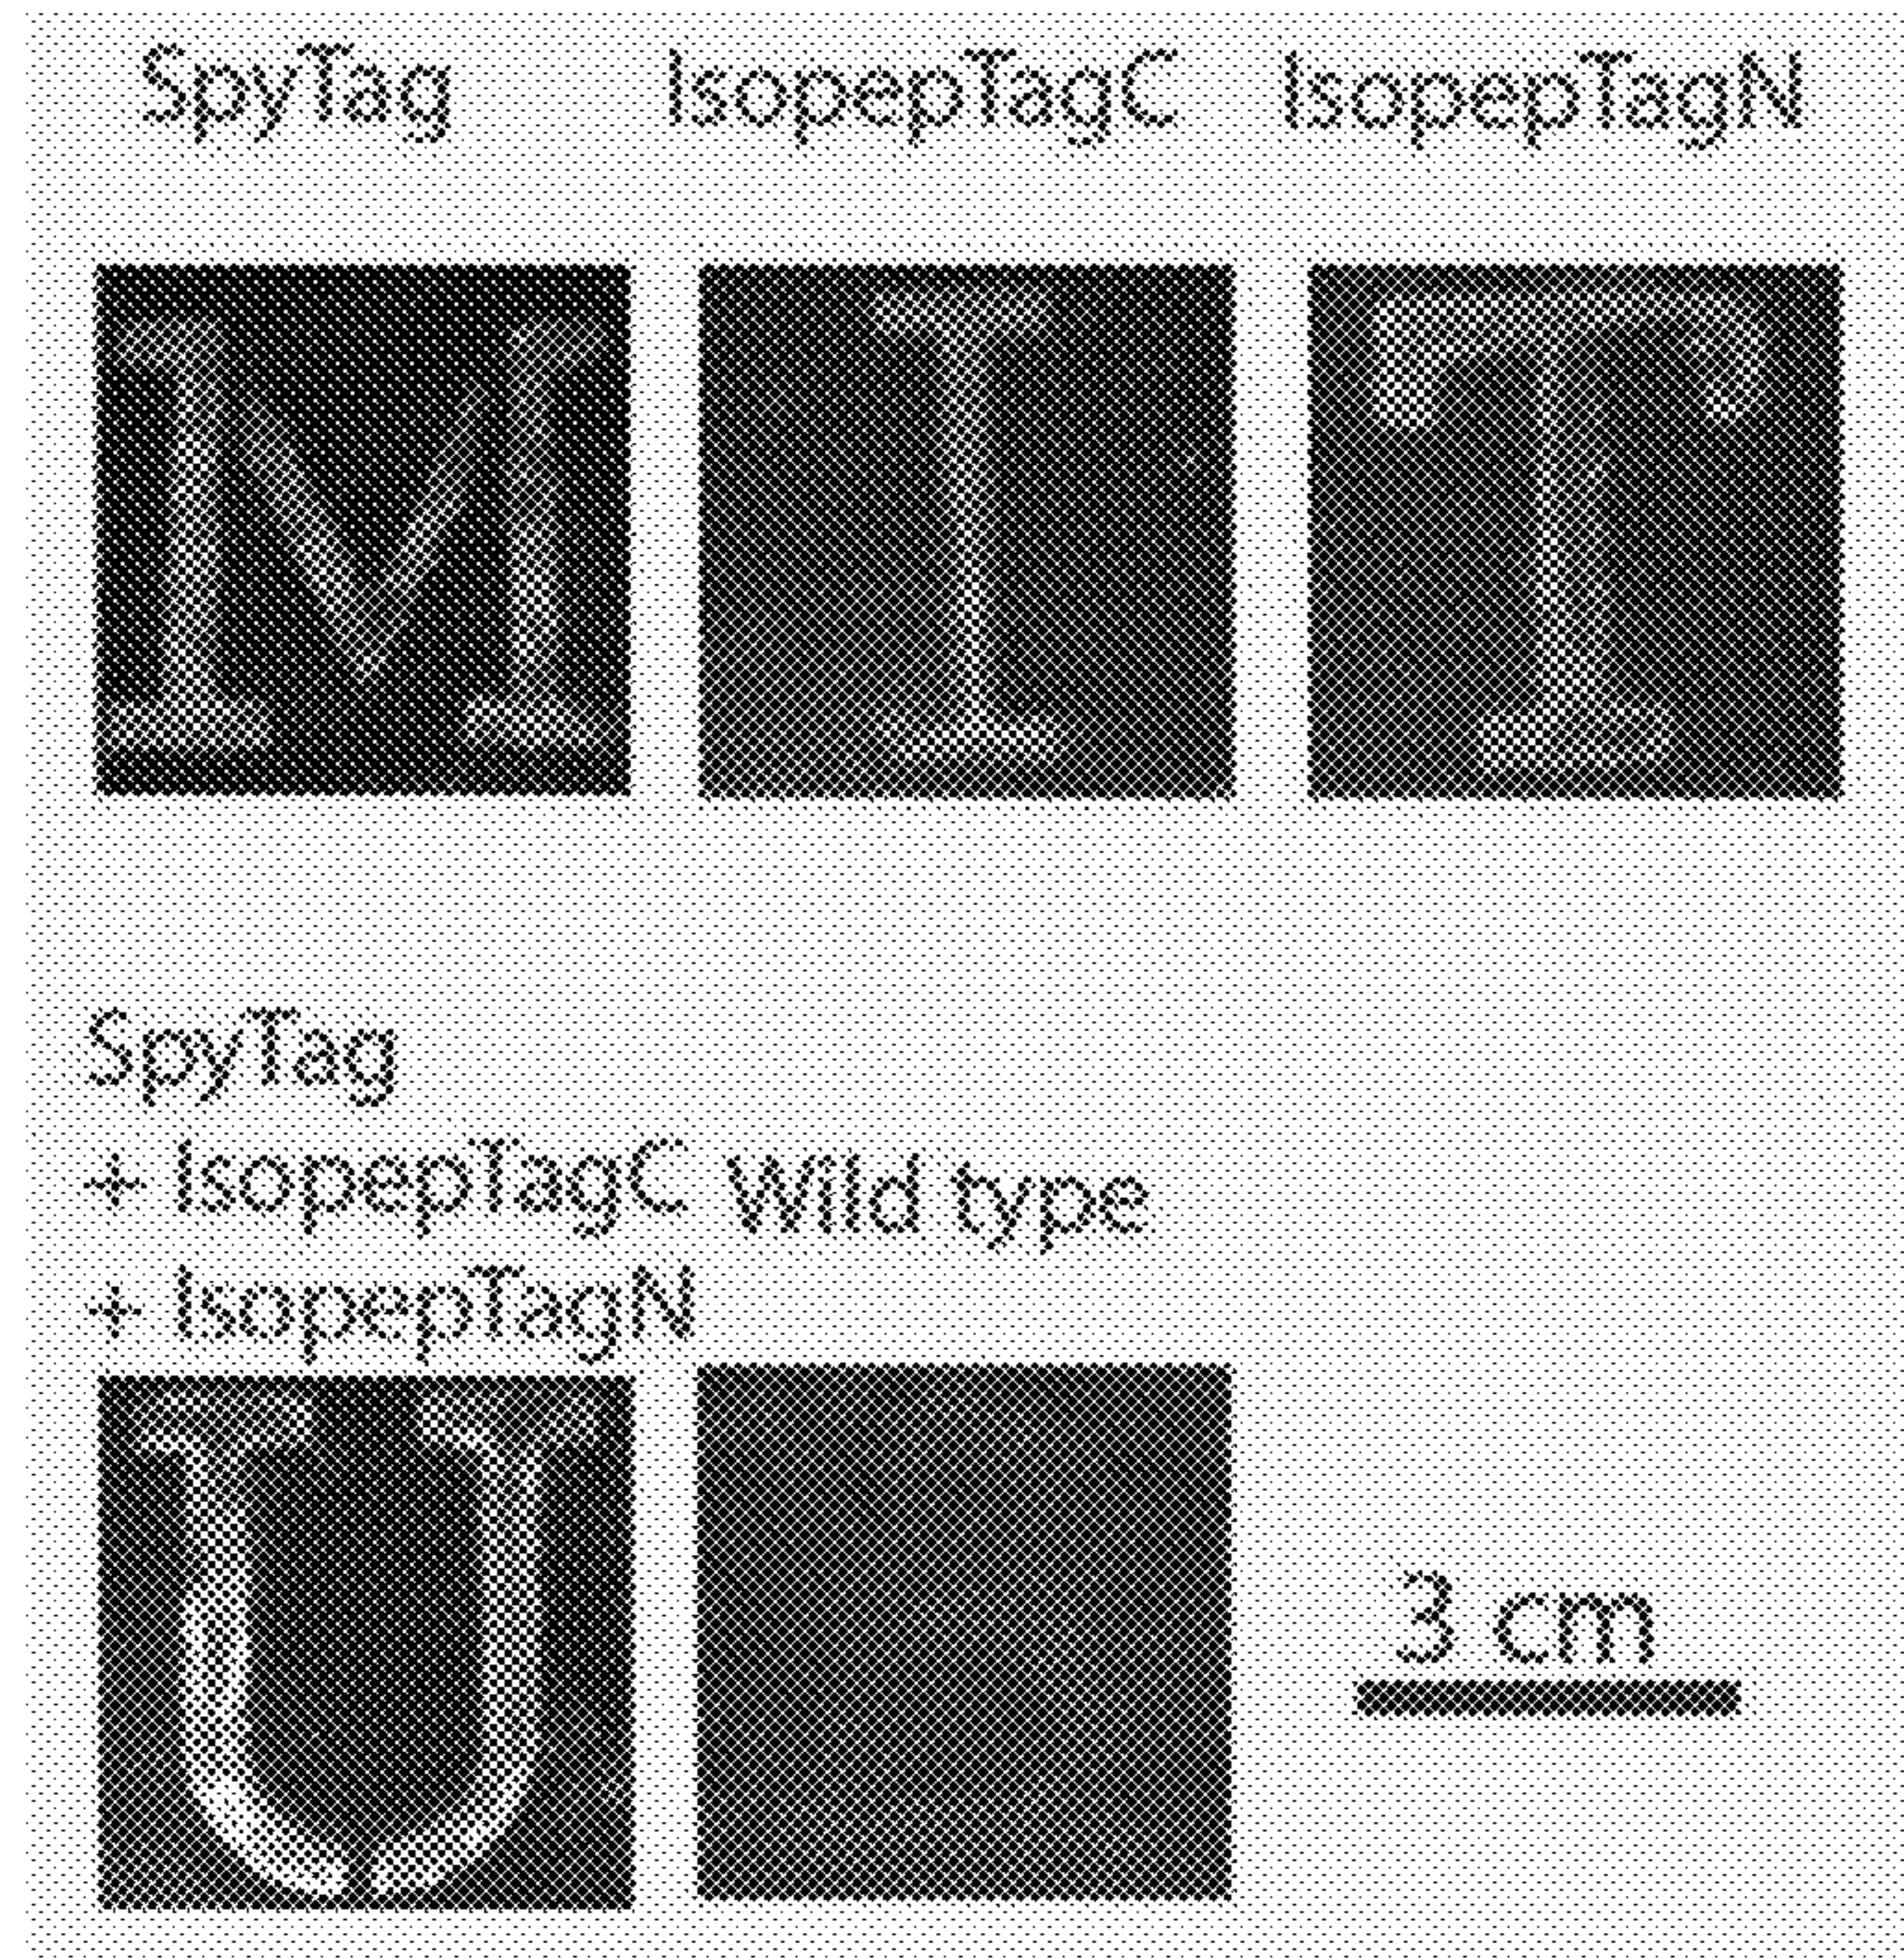 SpyTag
IsopepTagC
IsopepTagN
M
I
T
SpyTag
+ IsopepTagC
+ IsopepTagN
Wild type
U
3 cm